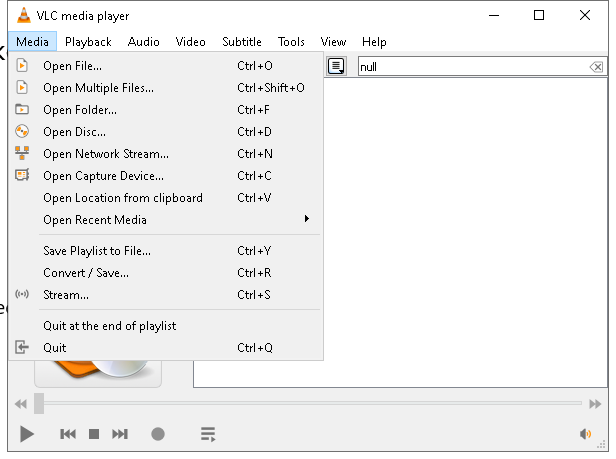 VLC media player
Media Playback Audio Video Subtitle Tools View Help
null
Open File... Ctrl+O
Open Multiple Files... Ctrl+Shift+O
Open Folder... Ctrl+F
Open Disc... Ctrl+D
Open Network Stream... Ctrl+N
Open Capture Device... Ctrl+C
Open Location from clipboard Ctrl+V
Open Recent Media
Save Playlist to File... Ctrl+Y
Convert / Save... Ctrl+R
Stream... Ctrl+S
Quit at the end of playlist
Quit Ctrl+Q